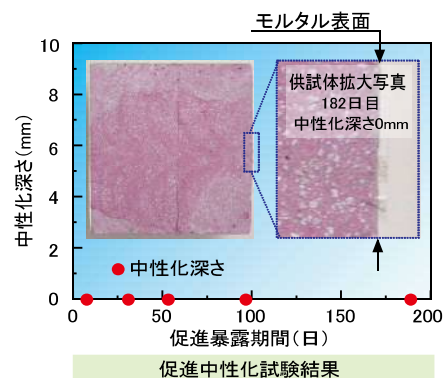 モルタル表面
供試体拡大写真
182日目
中性化深さ0mm
中性化深さ(mm)
10
8
6
4
2
0
中性化深さ
0
50
100
150
200
促進暴露期間(日)
促進中性化試験結果